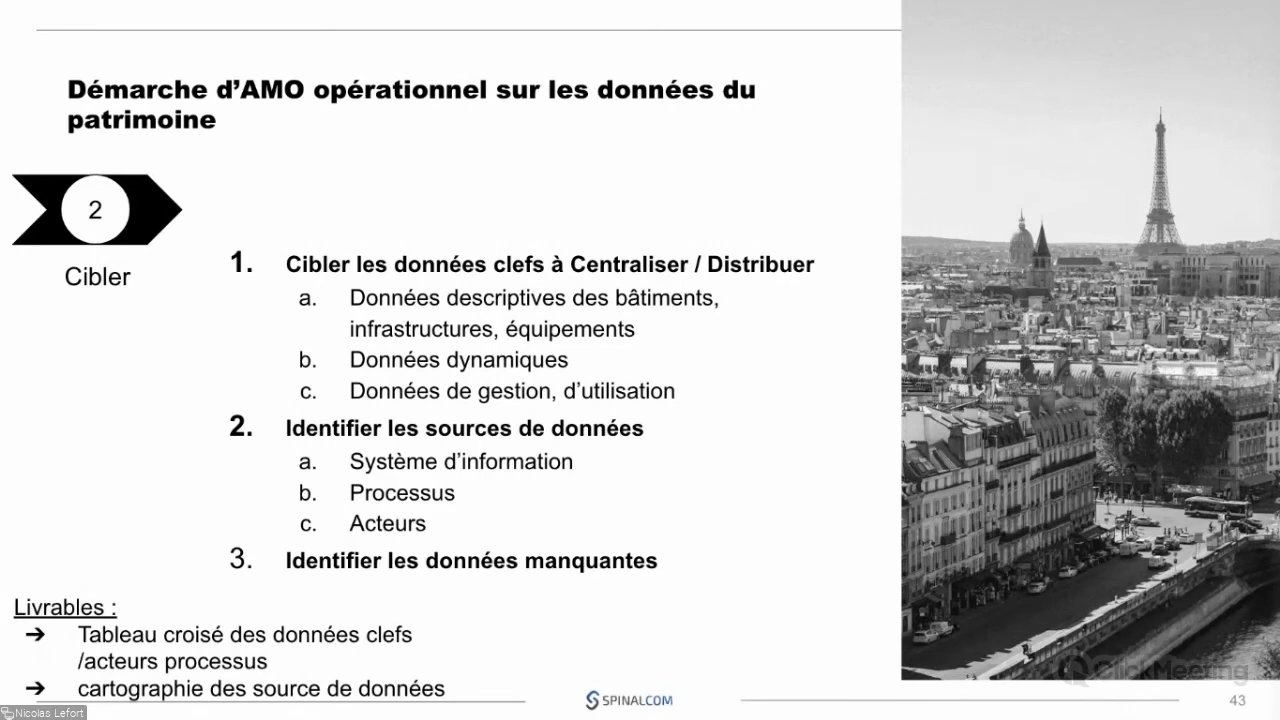 Démarche d’AMO opérationnel sur les données du
patrimoine
2
Cibler
1. Cibler les données clefs à Centraliser / Distribuer
a. Données descriptives des bâtiments,
infrastructures, équipements
b. Données dynamiques
c. Données de gestion, d’utilisation
2. Identifier les sources de données
a. Système d’information
b. Processus
c. Acteurs
3. Identifier les données manquantes
Livrables :
➔ Tableau croisé des données clefs
/acteurs processus
➔ cartographie des source de données
SPINALCOM
ClickMeeting
43
Nicolas Lefort